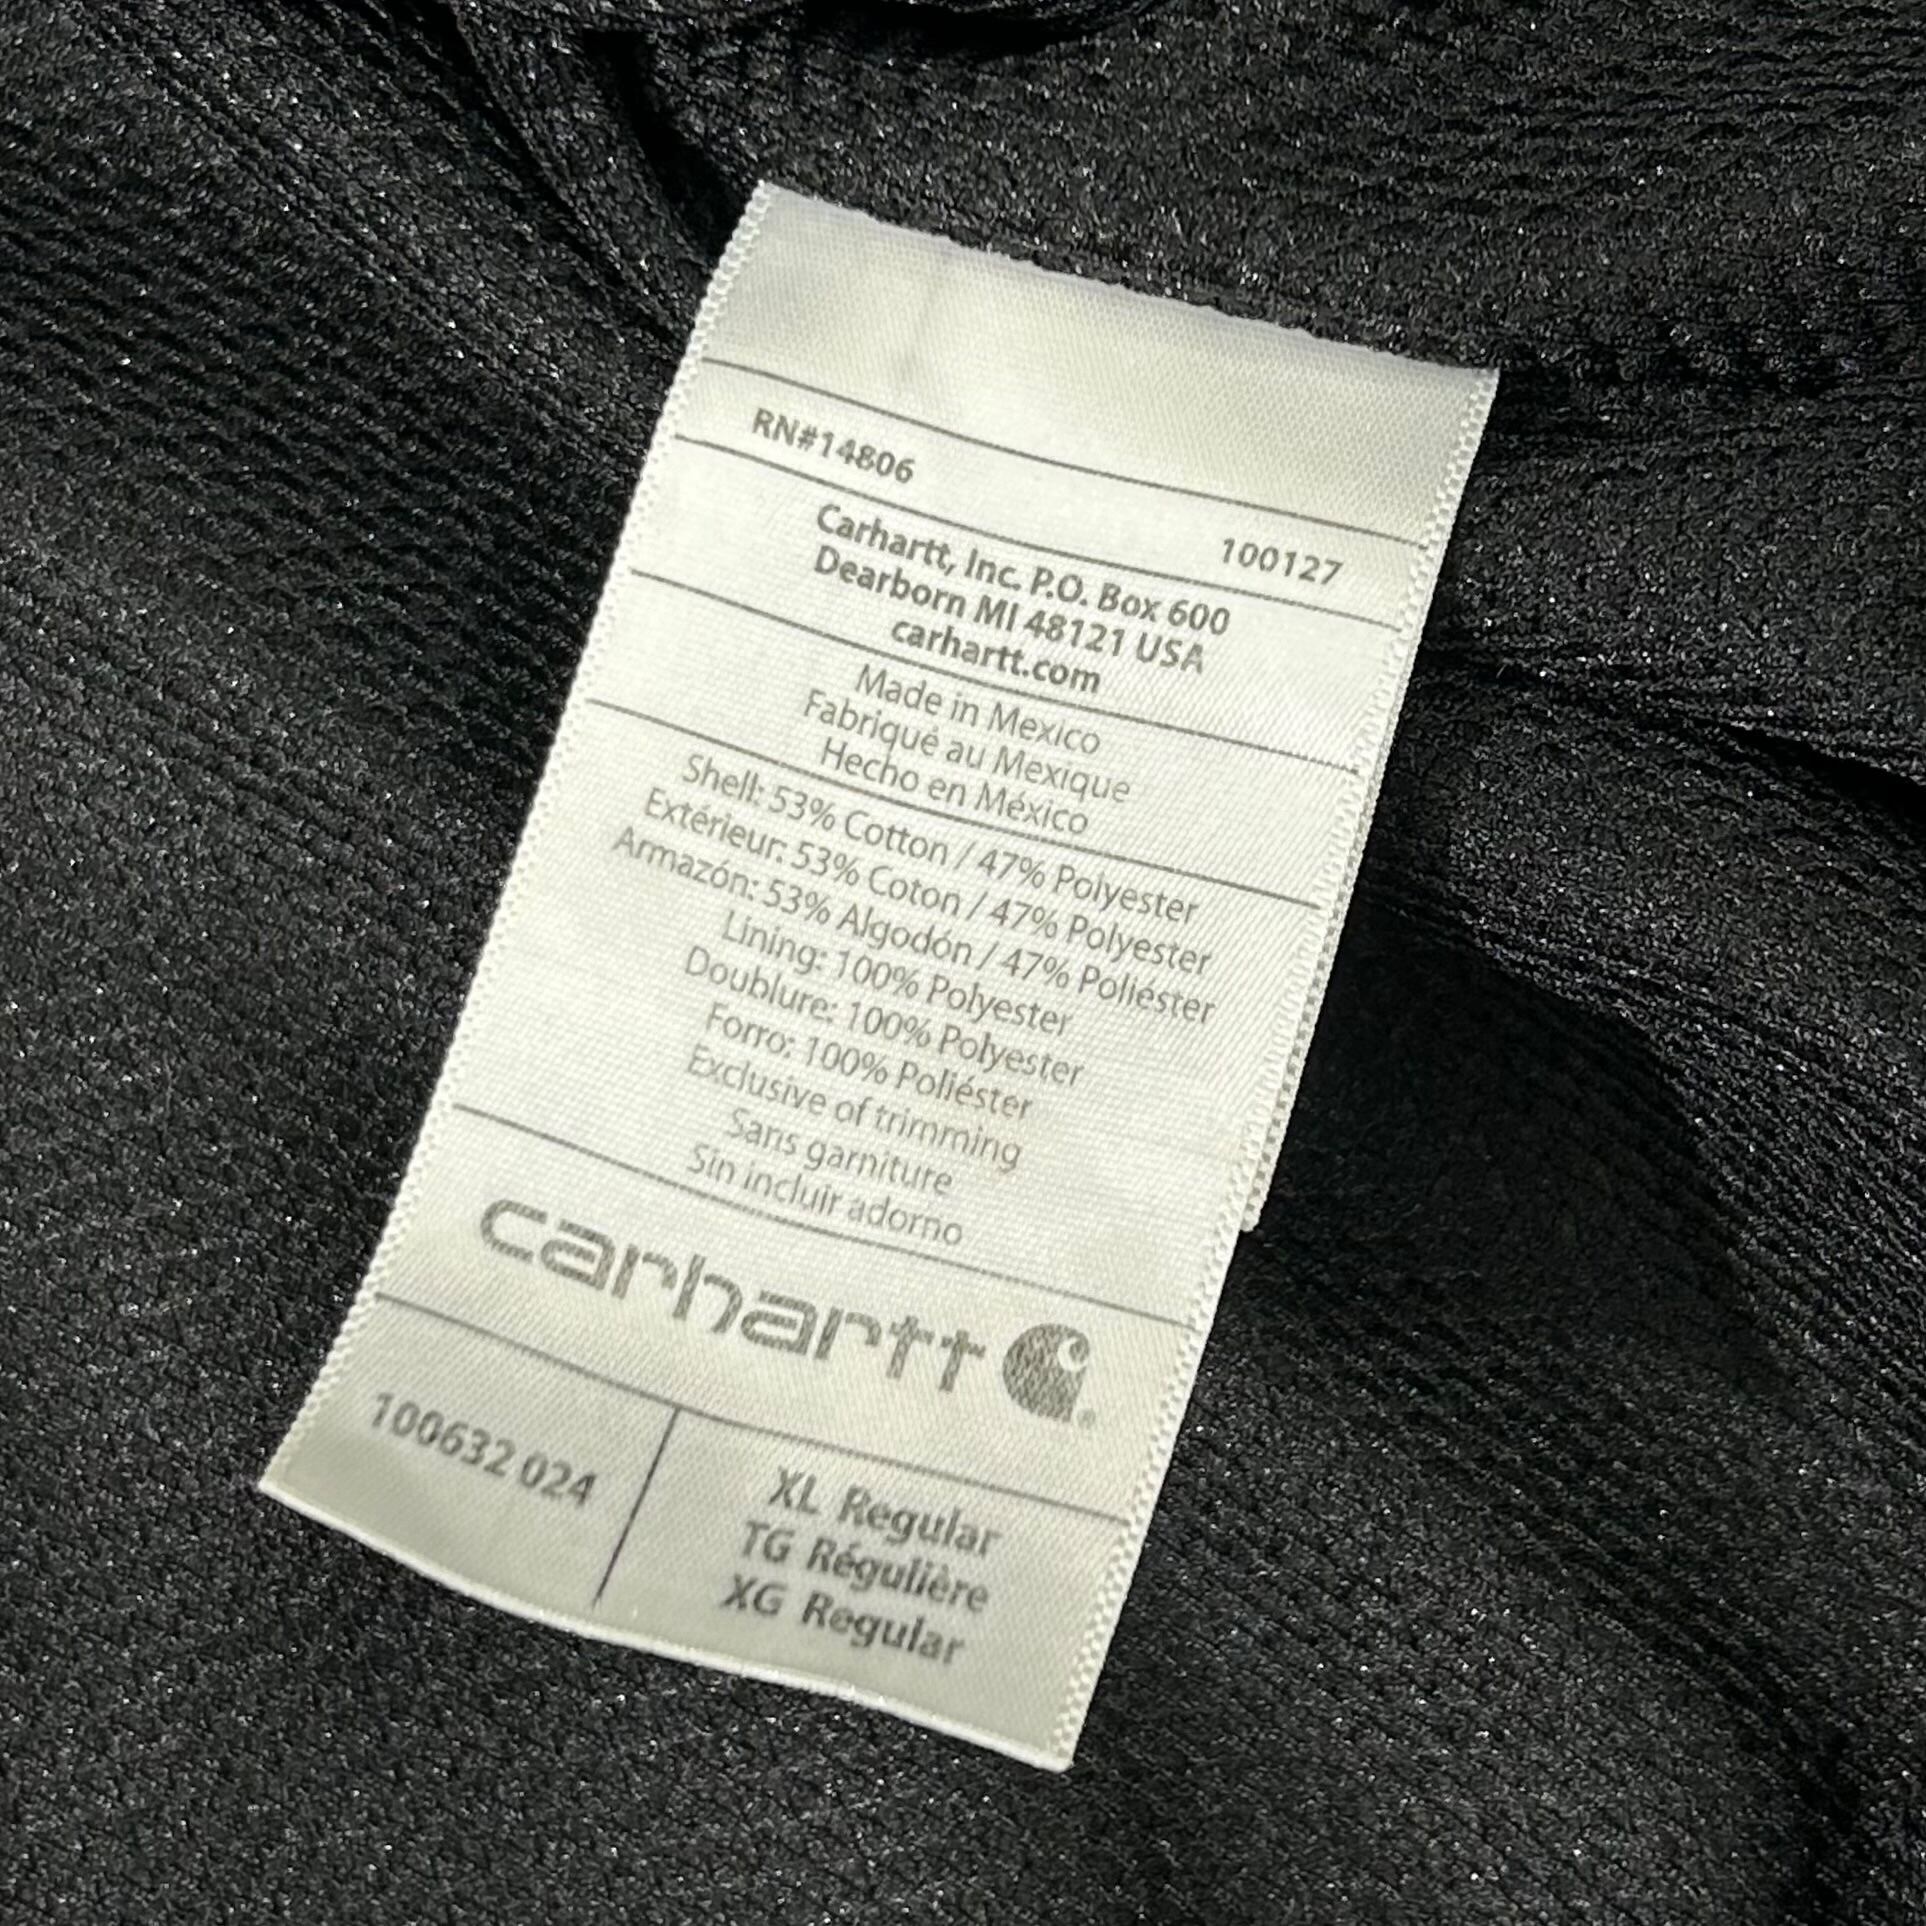 RN#14806
100127
Carhartt, Inc. P.O. Box 600
Dearborn MI 48121 USA
carhartt.com
Made in Mexico
Fabriqué au Mexique
Hecho en México
Shell: 53% Cotton / 47% Polyester
Extérieur: 53% Coton / 47% Polyester
Armazón: 53% Algodón / 47% Poliéster
Lining: 100% Polyester
Doublure: 100% Polyester
Forro: 100% Poliéster
Exclusive of trimming
Sans garniture
Sin incluir adorno
carhartt ®
100632 024
XL Regular
TG Régulière
XG Regular